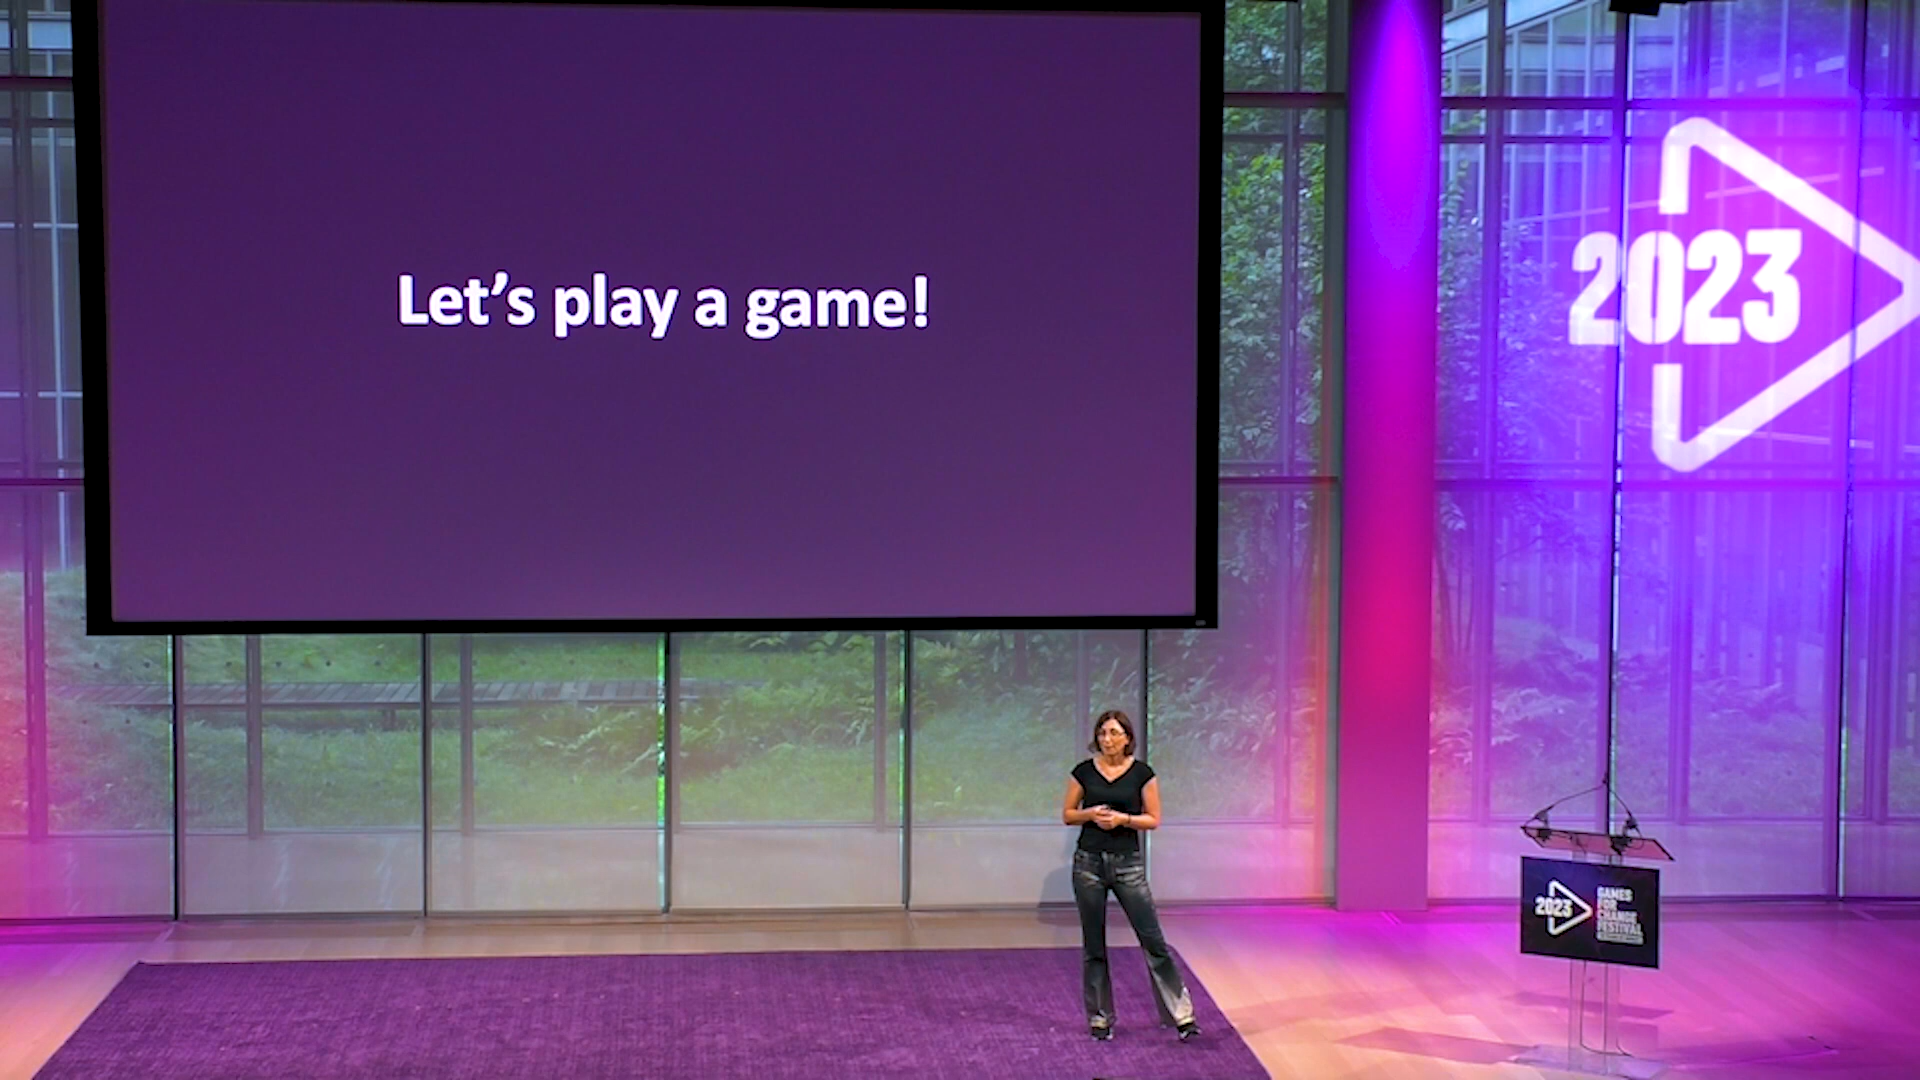 Let's play a game!
2023
2023
GAMES
FOR
CHANGE
FESTIVAL